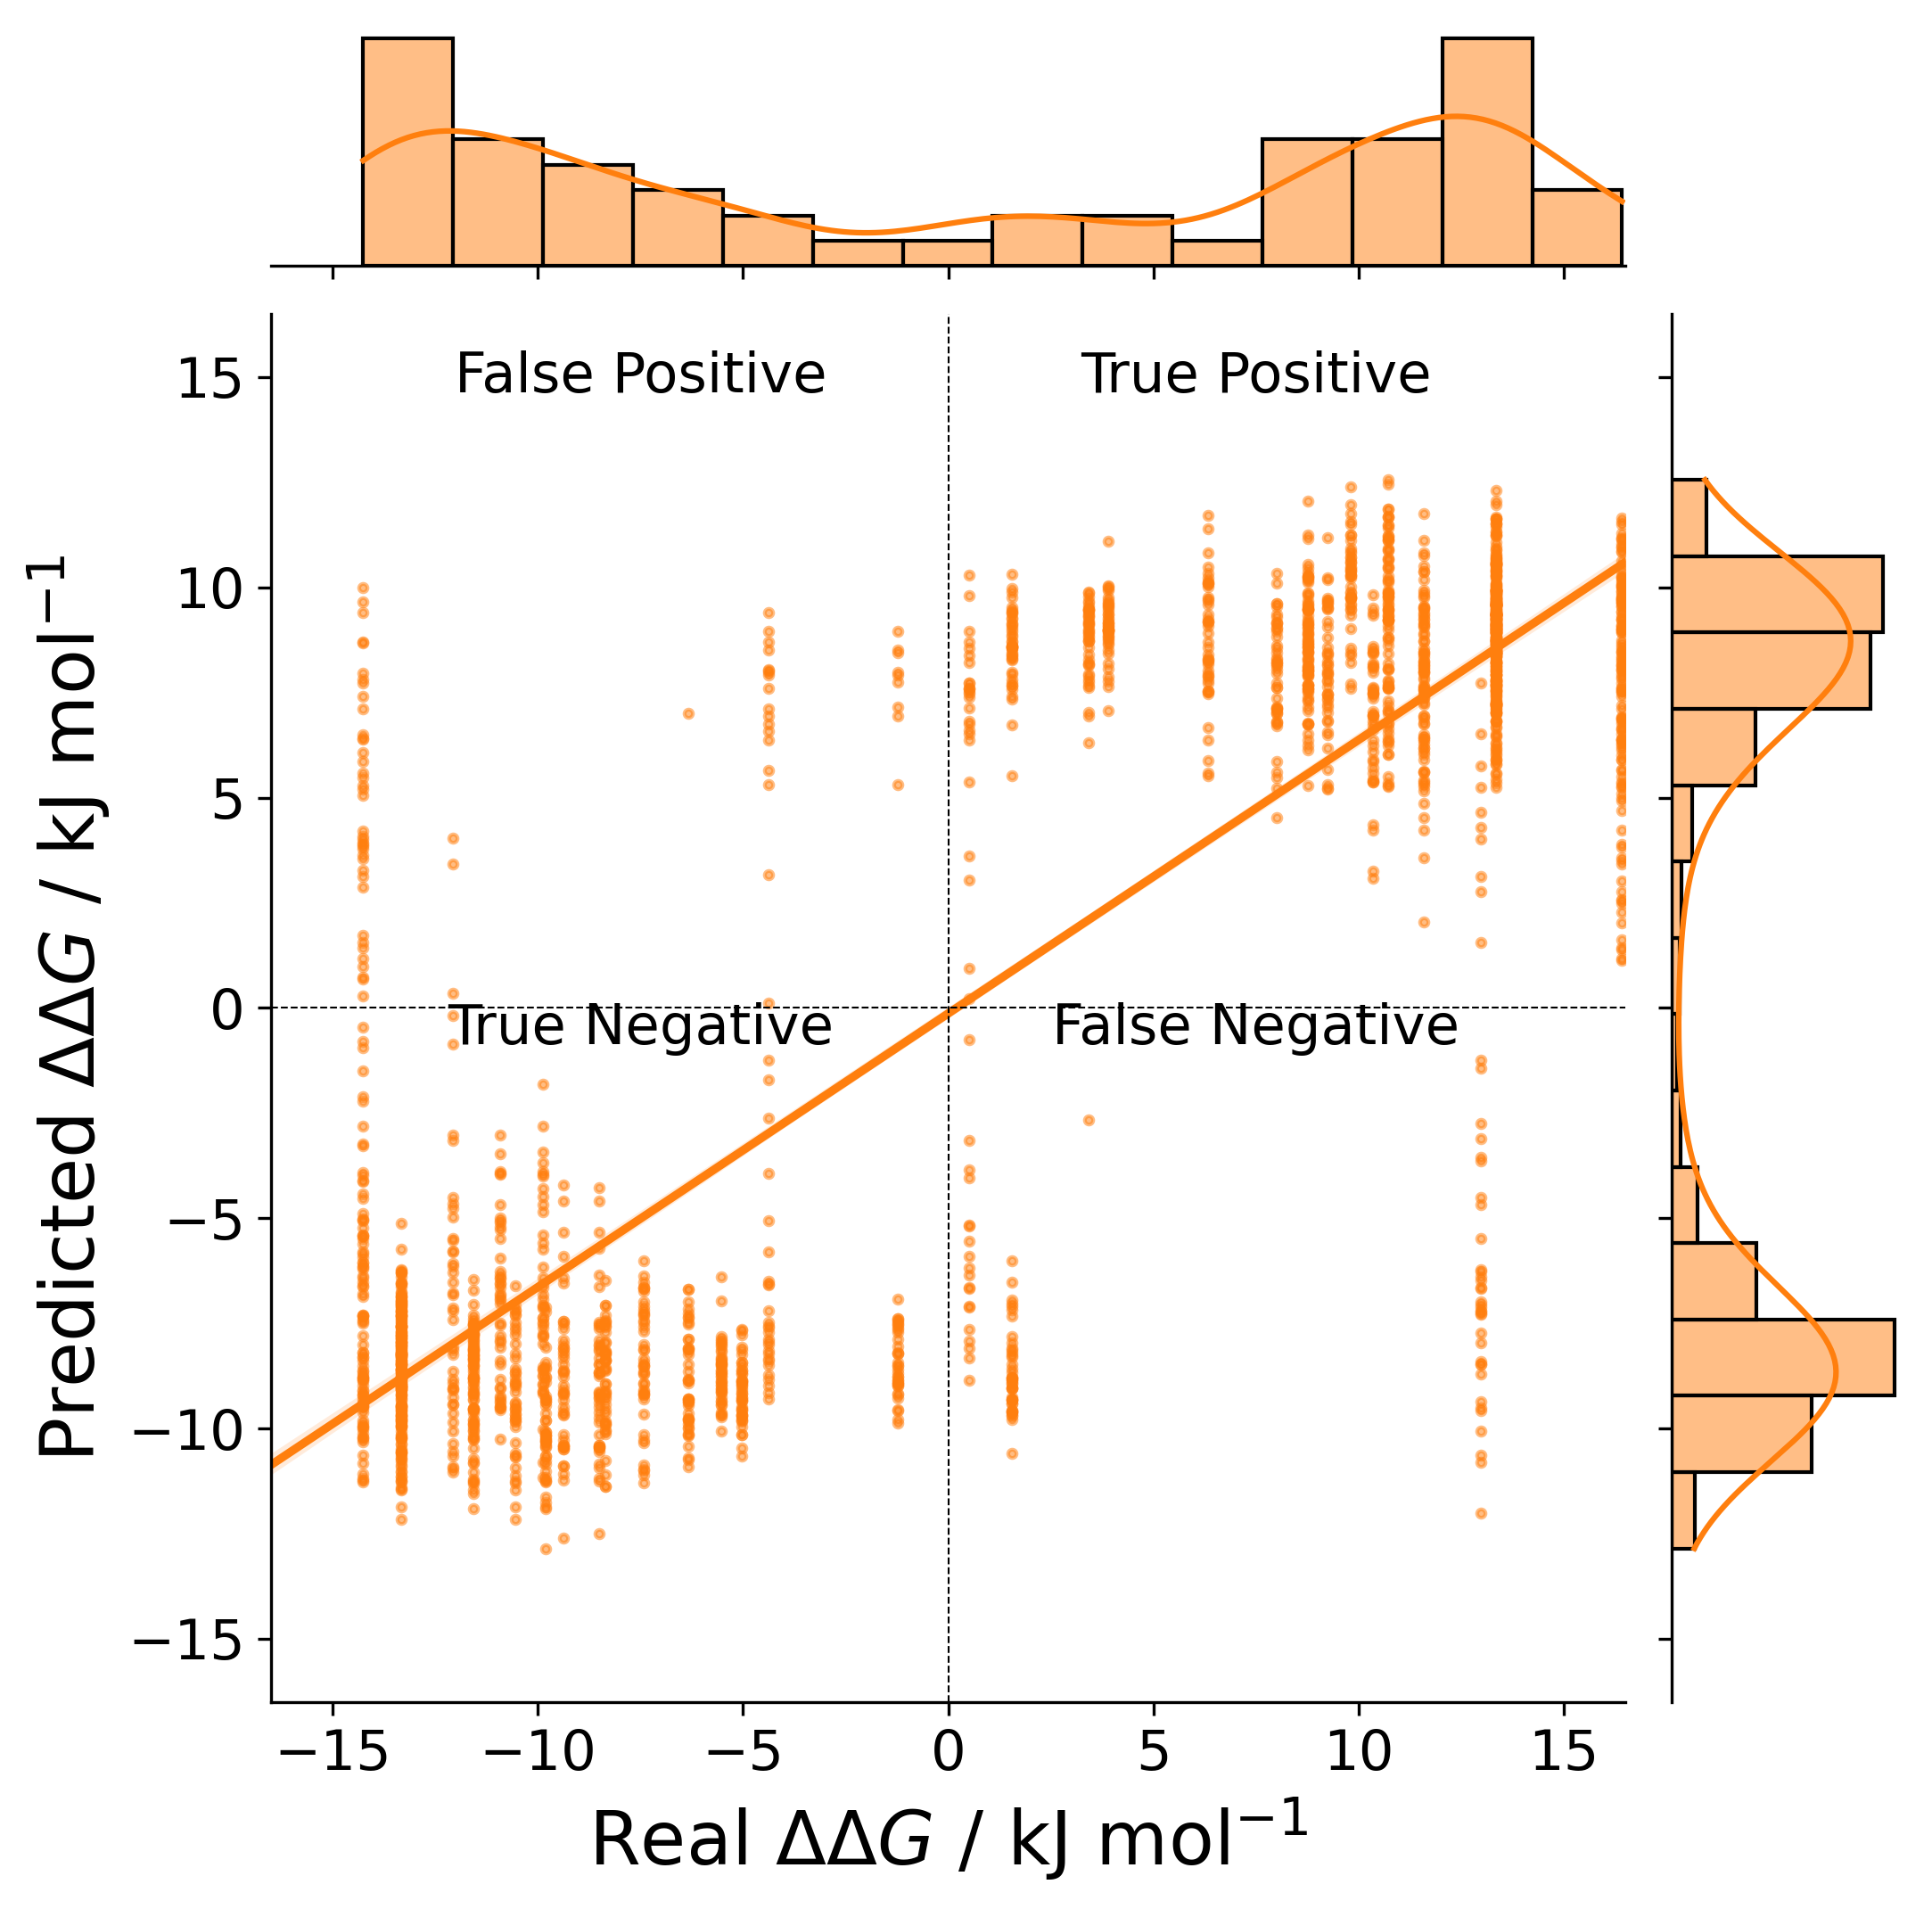 False Positive
True Positive
True Negative
False Negative
15
10
5
0
−5
−10
−15
Predicted ΔΔG / kJ mol⁻¹
−15
−10
−5
0
5
10
15
Real ΔΔG / kJ mol⁻¹